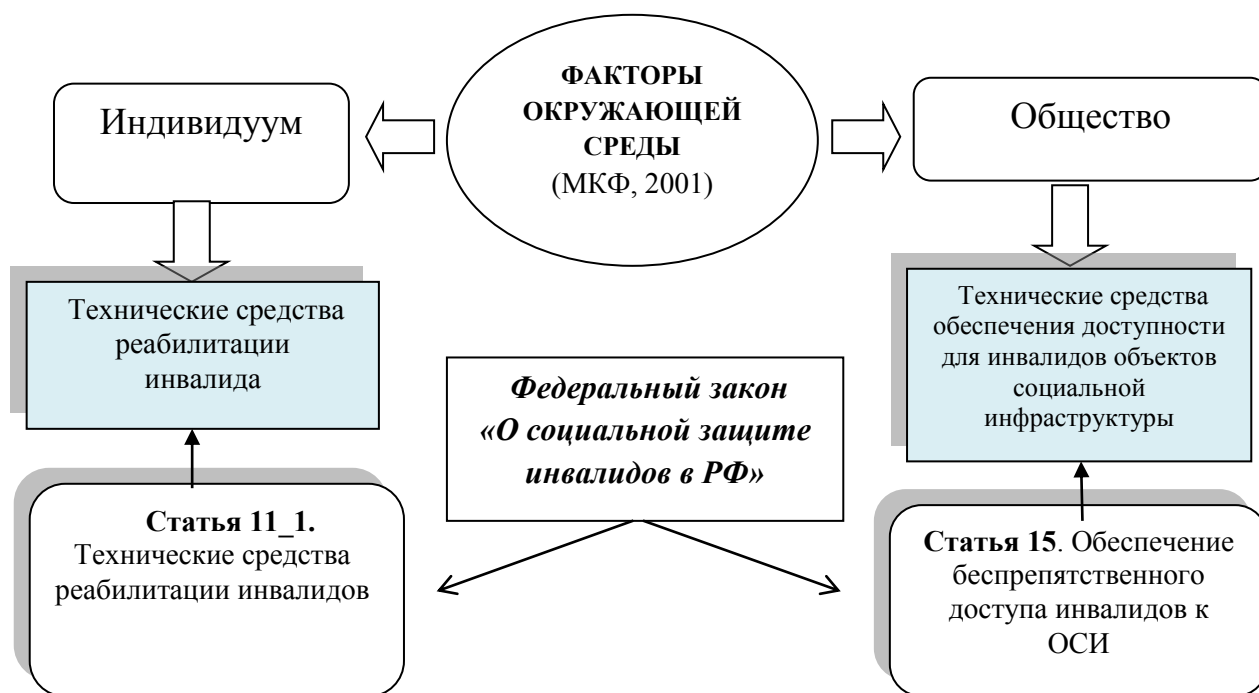 ФАКТОРЫ
ОКРУЖАЮЩЕЙ
СРЕДЫ
(МКФ, 2001)
Индивидуум
Общество
Технические средства
реабилитации
инвалида
Технические средства
обеспечения доступности
для инвалидов объектов
социальной
инфраструктуры
Федеральный закон
«О социальной защите
инвалидов в РФ»
Статья 11_1.
Технические средства
реабилитации инвалидов
Статья 15. Обеспечение
беспрепятственного
доступа инвалидов к
ОСИ